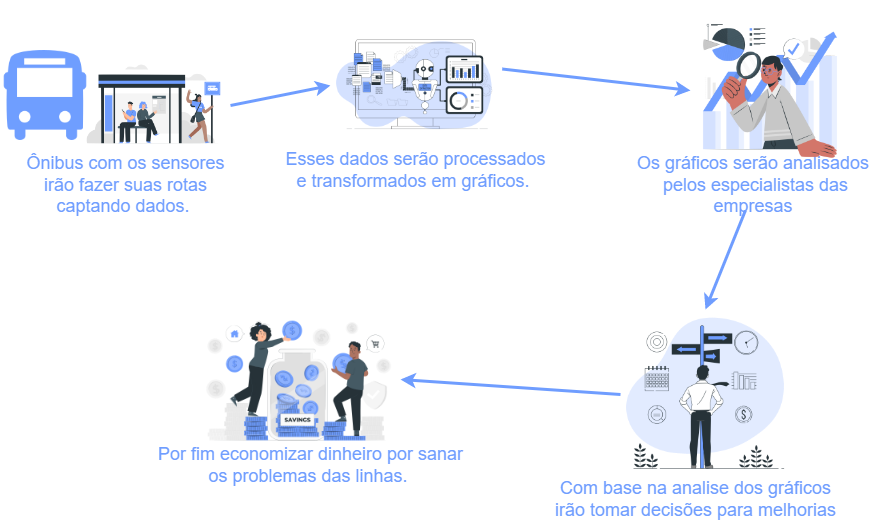 Ônibus com os sensores
irão fazer suas rotas
captando dados.
Esses dados serão processados
e transformados em gráficos.
Os gráficos serão analisados
pelos especialistas das
empresas
Com base na analise dos gráficos
irão tomar decisões para melhorias
SAVINGS
Por fim economizar dinheiro por sanar
os problemas das linhas.